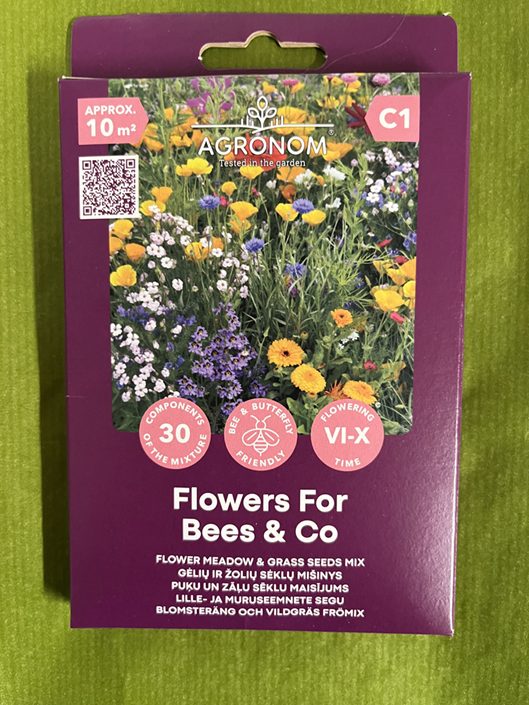 APPROX.
10 m²
C1
AGRONOM®
Tested in the garden
COMPONENTS
30
OF THE MIXTURE
BEE & BUTTERFLY
FRIENDLY
FLOWERING
VI-X
TIME
Flowers For
Bees & Co
FLOWER MEADOW & GRASS SEEDS MIX
GĖLIŲ IR ŽOLIŲ SĖKLŲ MIŠINYS
PUĶU UN ZĀĻU SĒKLU MAISĪJUMS
LILLE- JA MURUSEEMNETE SEGU
BLOMSTERÄNG OCH VILDGRÄS FRÖMIX